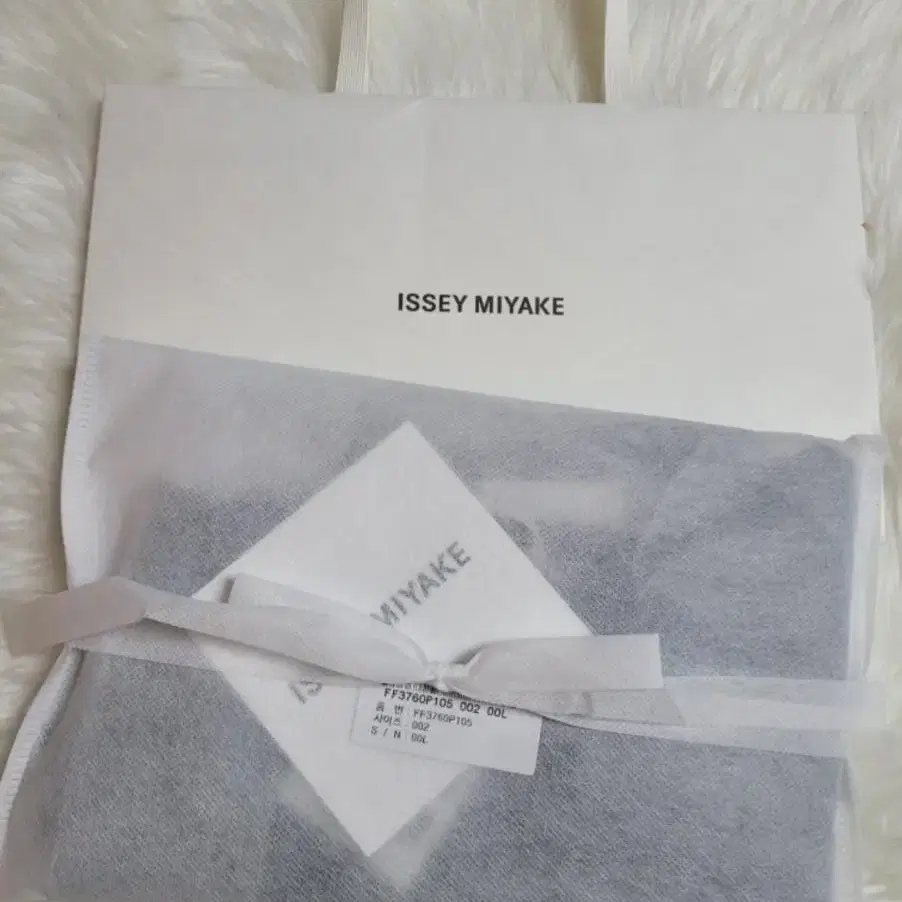 ISSEY MIYAKE
MIYAKE
FF3760P105 002 00L
품 번 : FF3760P105
사이즈 : 002
S / N : 00L